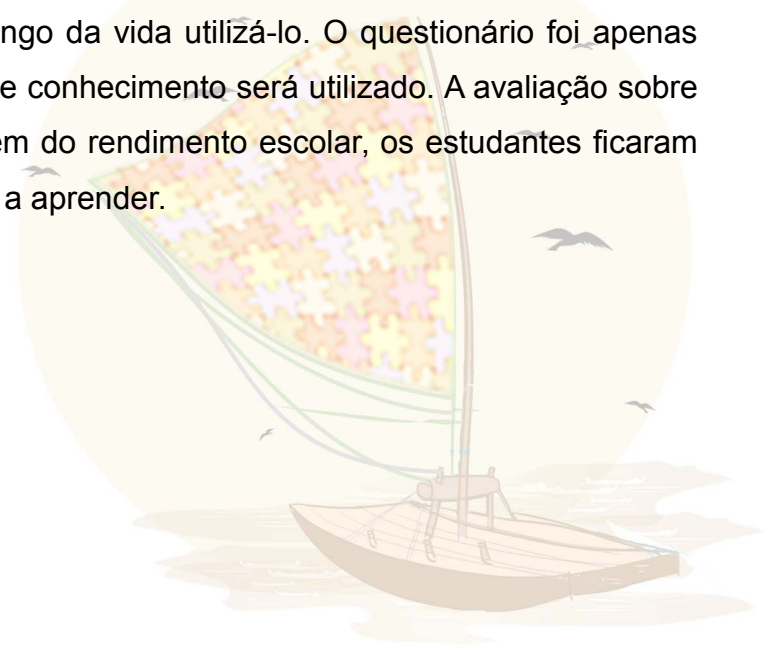 ngo da vida utilizá-lo. O questionário foi apenas
e conhecimento será utilizado. A avaliação sobre
em do rendimento escolar, os estudantes ficaram
a aprender.